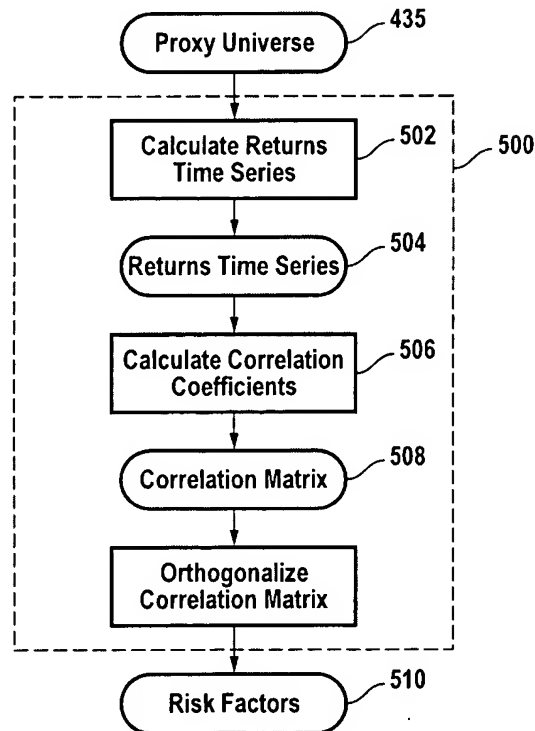 Proxy Universe
435
Calculate Returns
Time Series
502
500
Returns Time Series
504
Calculate Correlation
Coefficients
506
Correlation Matrix
508
Orthogonalize
Correlation Matrix
Risk Factors
510